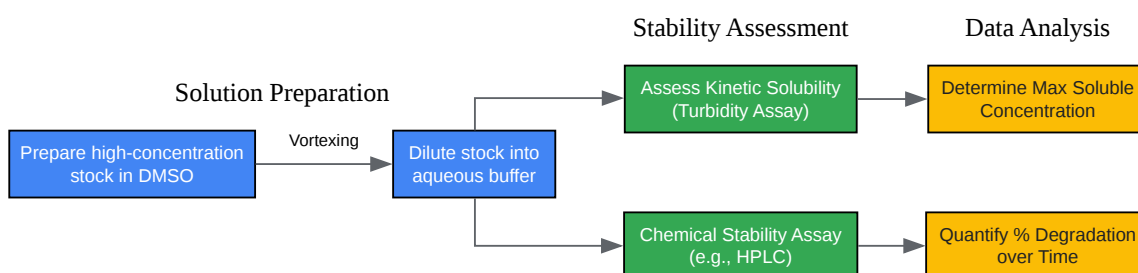 Stability Assessment
Data Analysis
Solution Preparation
Assess Kinetic Solubility
(Turbidity Assay)
Determine Max Soluble
Concentration
Prepare high-concentration
stock in DMSO
Vortexing
Dilute stock into
aqueous buffer
Chemical Stability Assay
(e.g., HPLC)
Quantify % Degradation
over Time